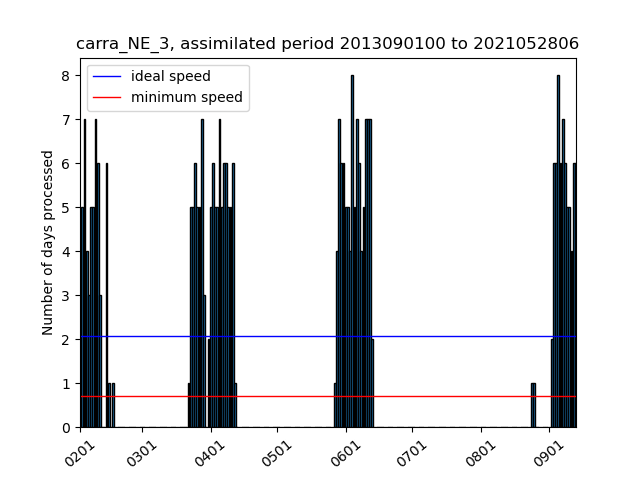 carra_NE_3, assimilated period 2013090100 to 2021052806
ideal speed
minimum speed
Number of days processed
8
7
6
5
4
3
2
1
0
0201 0301 0401 0501 0601 0701 0801 0901